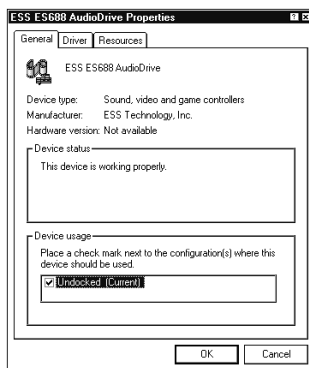 ESS ES688 AudioDrive Properties
General Driver Resources
ESS ES688 AudioDrive
Device type: Sound, video and game controllers
Manufacturer: ESS Technology, Inc.
Hardware version: Not available
Device status
This device is working properly.
Device usage
Place a check mark next to the configuration(s) where this
device should be used.
Undocked (Current)
OK Cancel